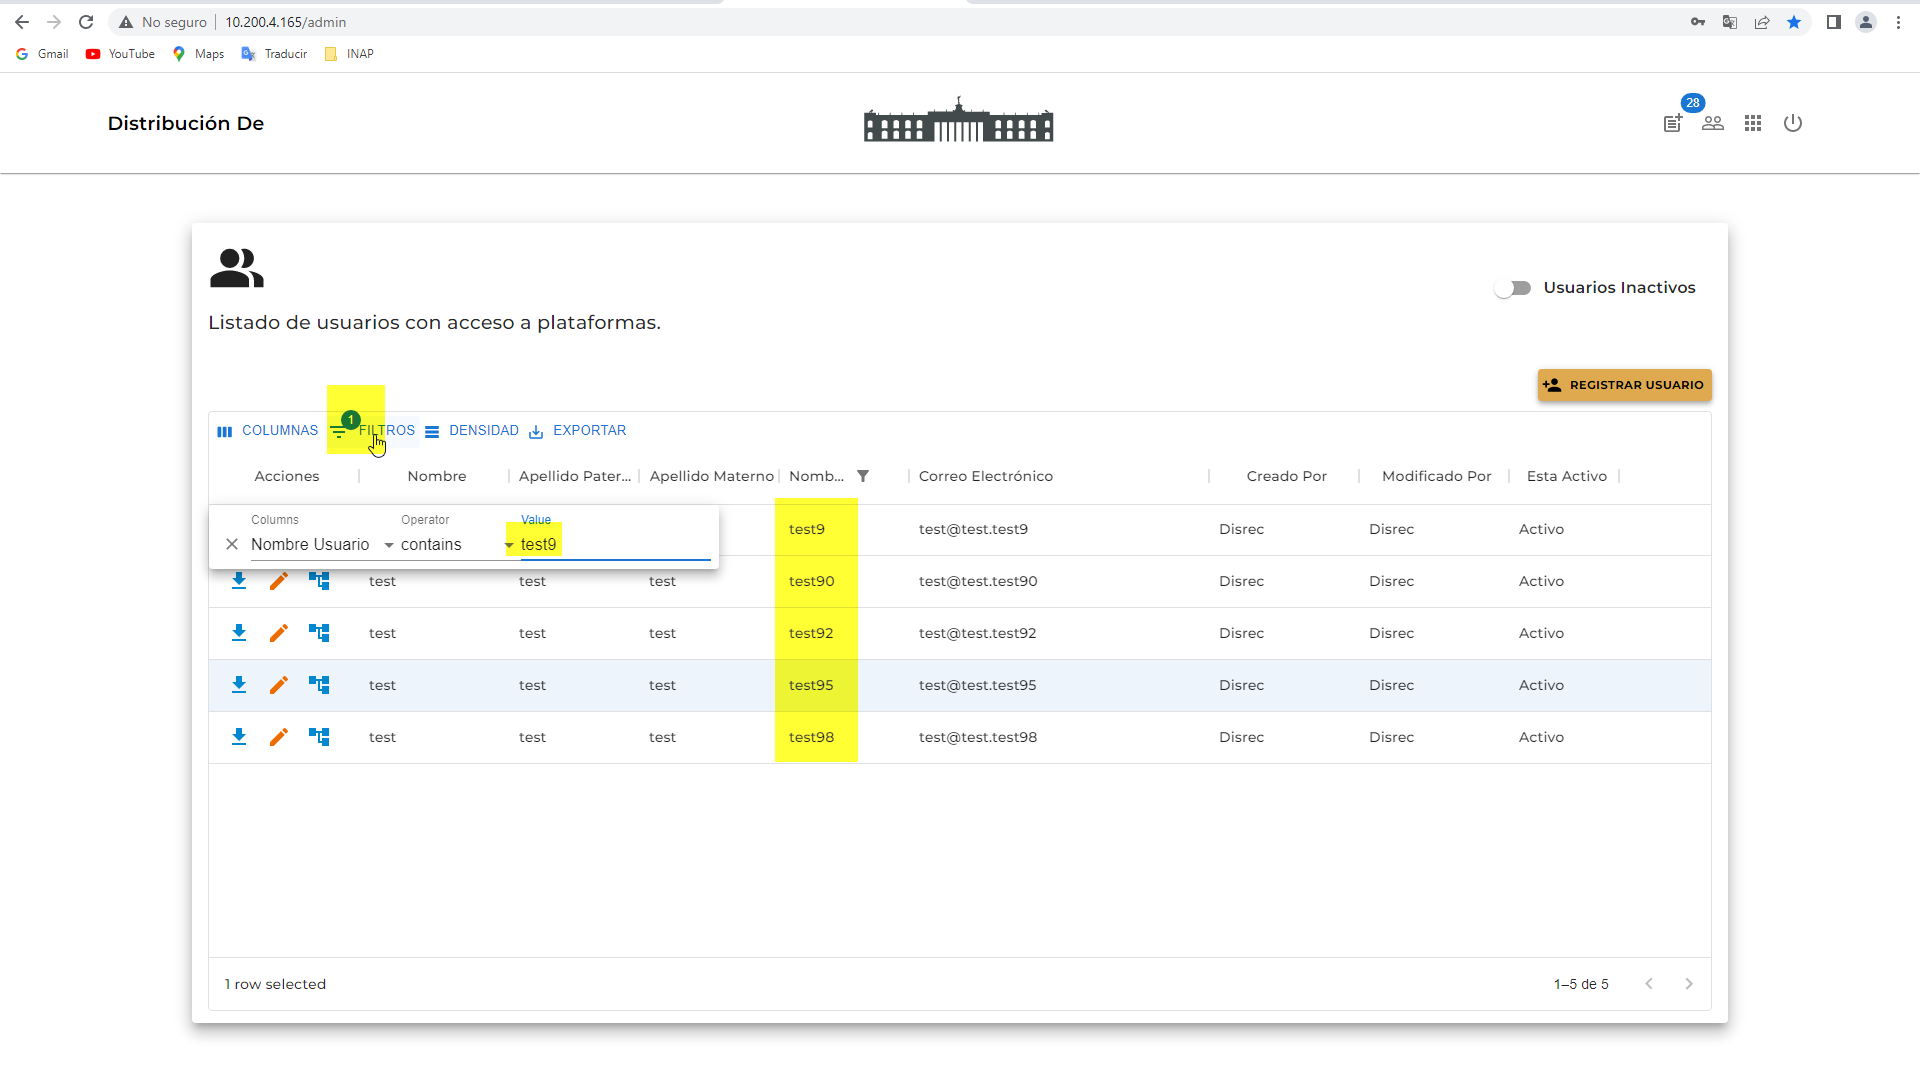 No seguro 10.200.4.165/admin
Gmail YouTube Maps Traducir INAP
28
Distribución De
Usuarios Inactivos
Listado de usuarios con acceso a plataformas.
REGISTRAR USUARIO
1
COLUMNAS FILTROS DENSIDAD EXPORTAR
Acciones Nombre Apellido Pater... Apellido Materno Nomb... Correo Electrónico Creado Por Modificado Por Esta Activo
Columns Operator Value
Nombre Usuario contains test9
test9 test@test.test9 Disrec Disrec Activo
test test test test90 test@test.test90 Disrec Disrec Activo
test test test test92 test@test.test92 Disrec Disrec Activo
test test test test95 test@test.test95 Disrec Disrec Activo
test test test test98 test@test.test98 Disrec Disrec Activo
1 row selected 1–5 de 5